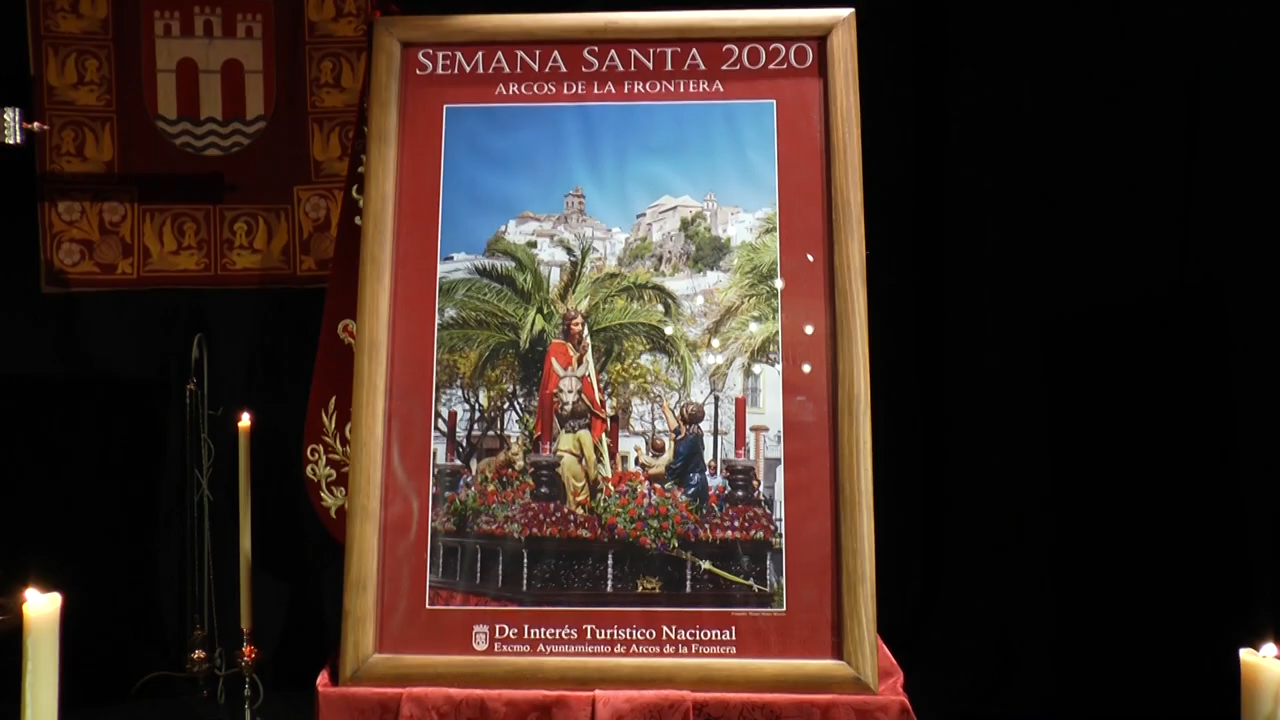 SEMANA SANTA 2020
ARCOS DE LA FRONTERA
De Interés Turístico Nacional
Excmo. Ayuntamiento de Arcos de la Frontera